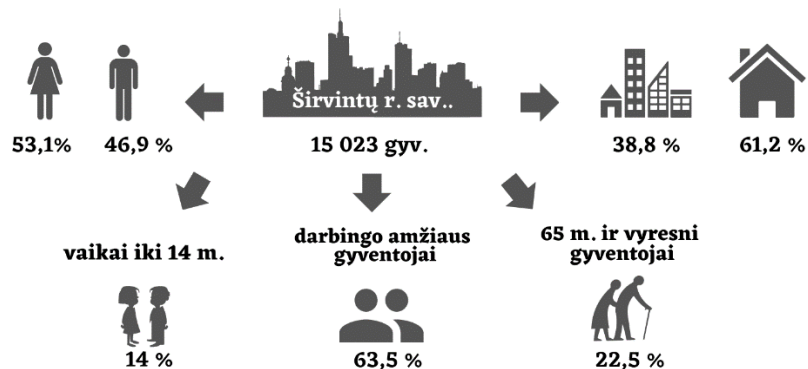 Širvintų r. sav..
53,1%
46,9 %
15 023 gyv.
38,8 %
61,2 %
vaikai iki 14 m.
darbingo amžiaus
gyventojai
65 m. ir vyresni
gyventojai
14 %
63,5 %
22,5 %